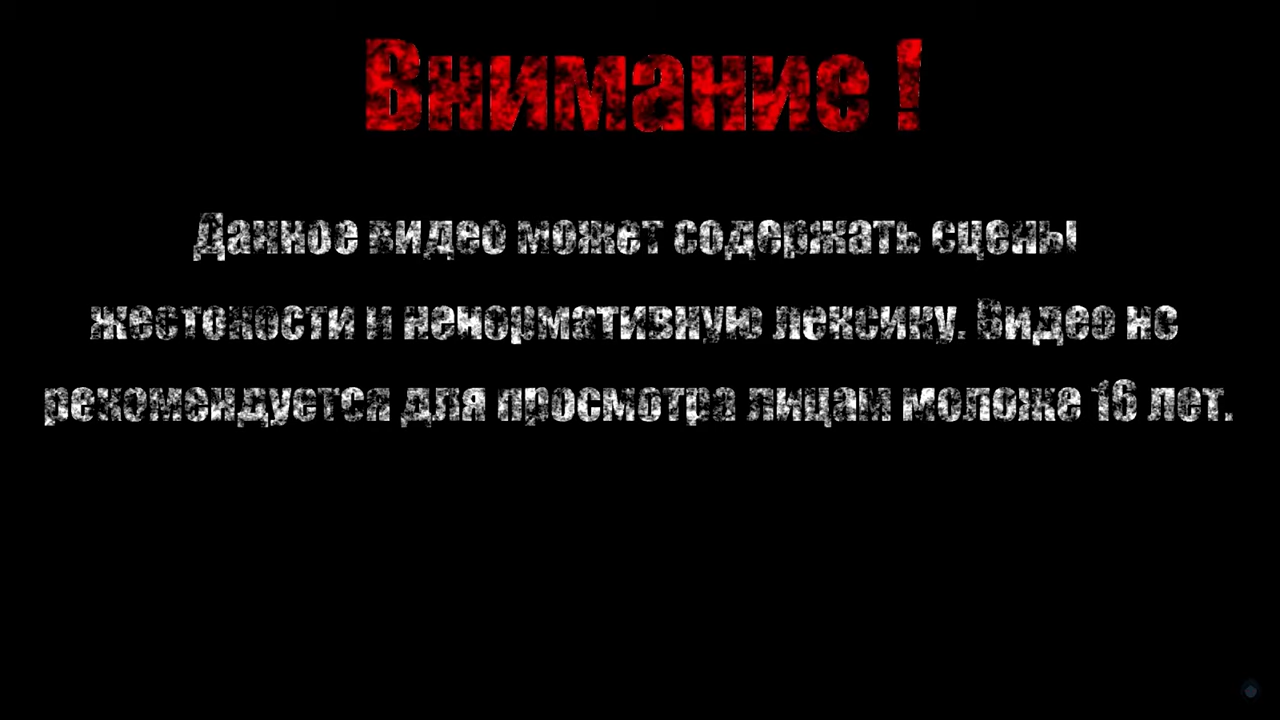 Внимание !
Данное видео может содержать сцены
жестокости и ненормативную лексику. Видео не
рекомендуется для просмотра лицам моложе 16 лет.